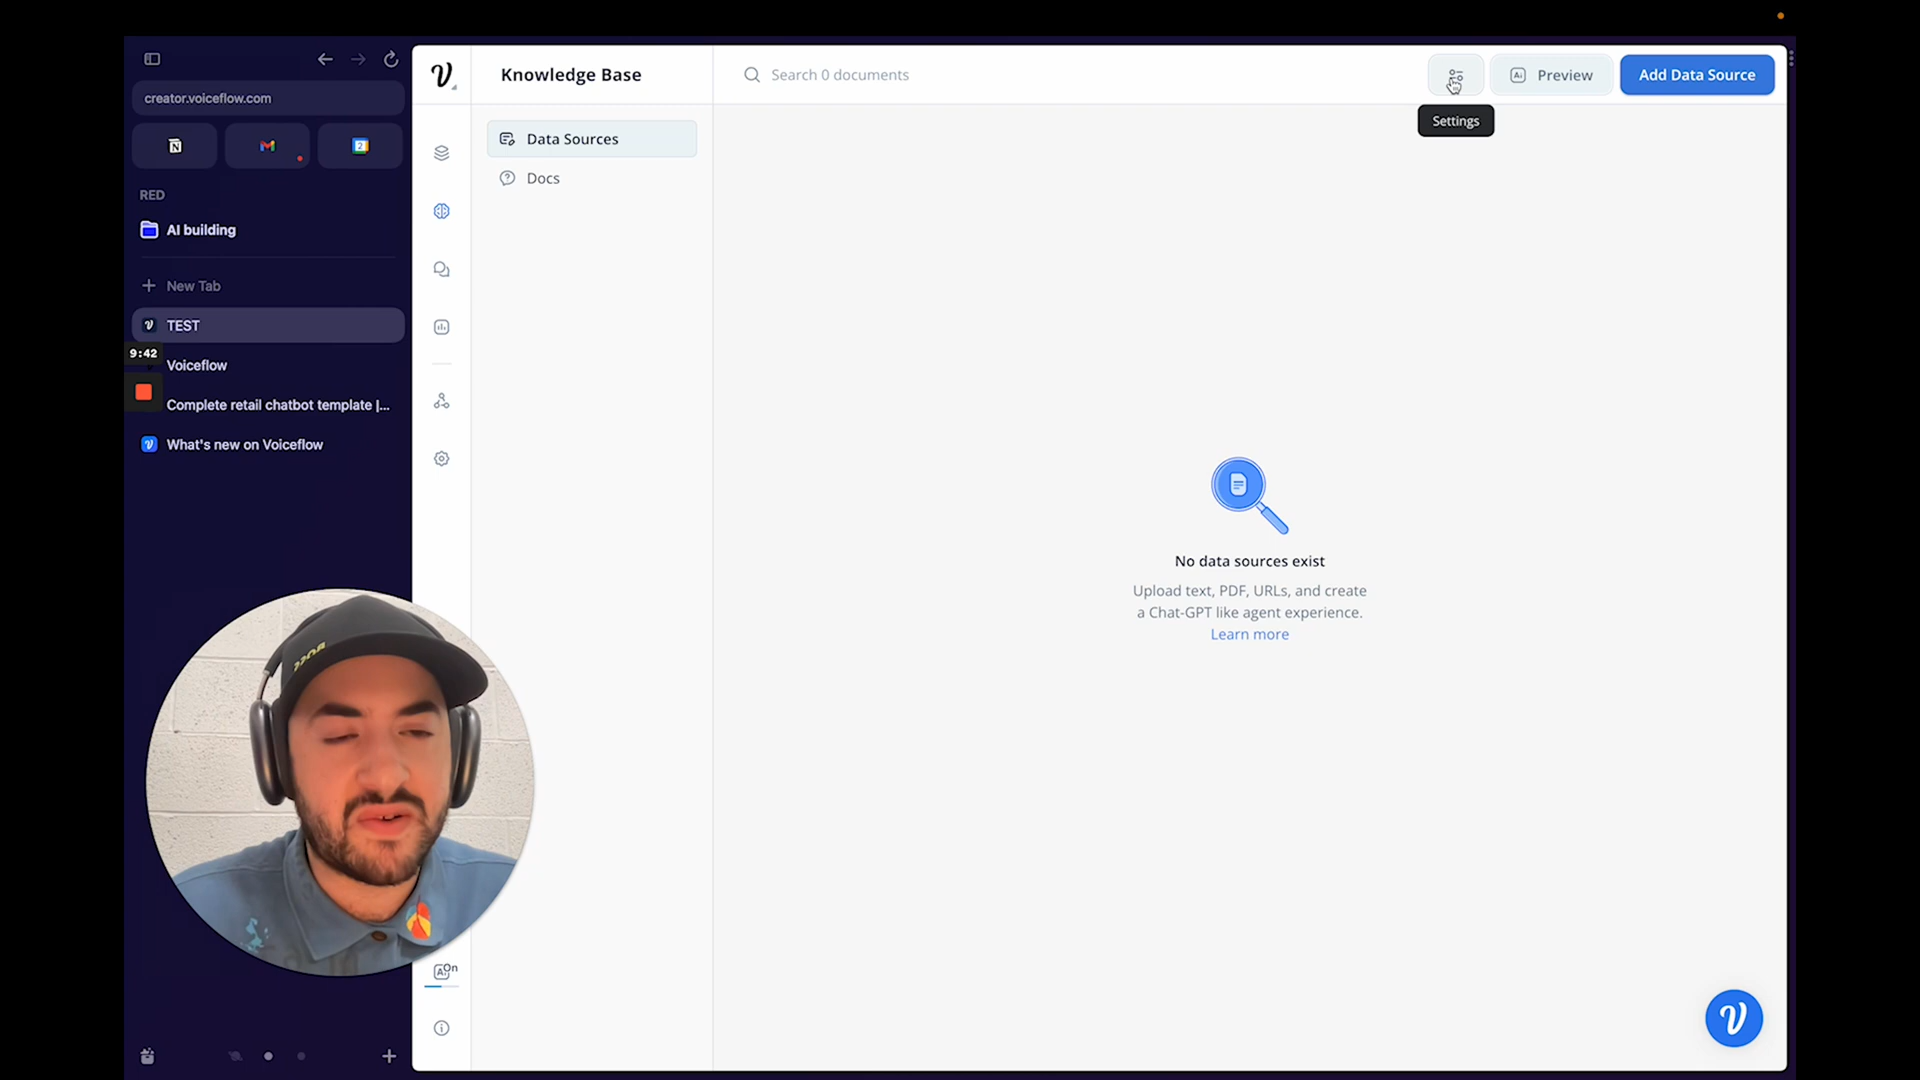 creator.voiceflow.com
RED
AI building
New Tab
TEST
9:42
Voiceflow
Complete retail chatbot template |...
What's new on Voiceflow
Knowledge Base
Search 0 documents
Preview
Add Data Source
Settings
Data Sources
Docs
No data sources exist
Upload text, PDF, URLs, and create
a Chat-GPT like agent experience.
Learn more
On